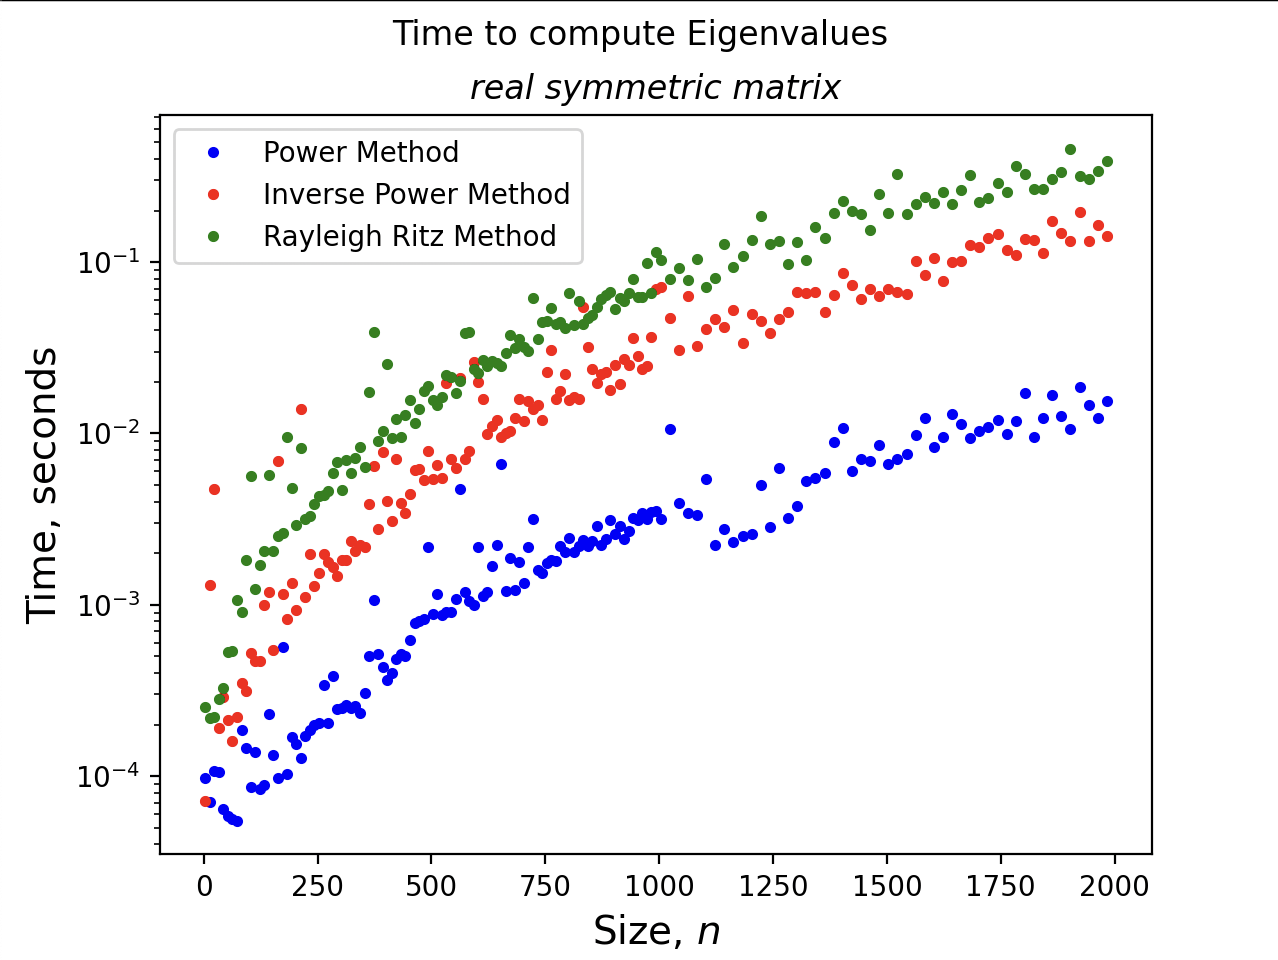 Time to compute Eigenvalues
real symmetric matrix
Power Method
Inverse Power Method
Rayleigh Ritz Method
Time, seconds
10⁻¹
10⁻²
10⁻³
10⁻⁴
0 250 500 750 1000 1250 1500 1750 2000
Size, n